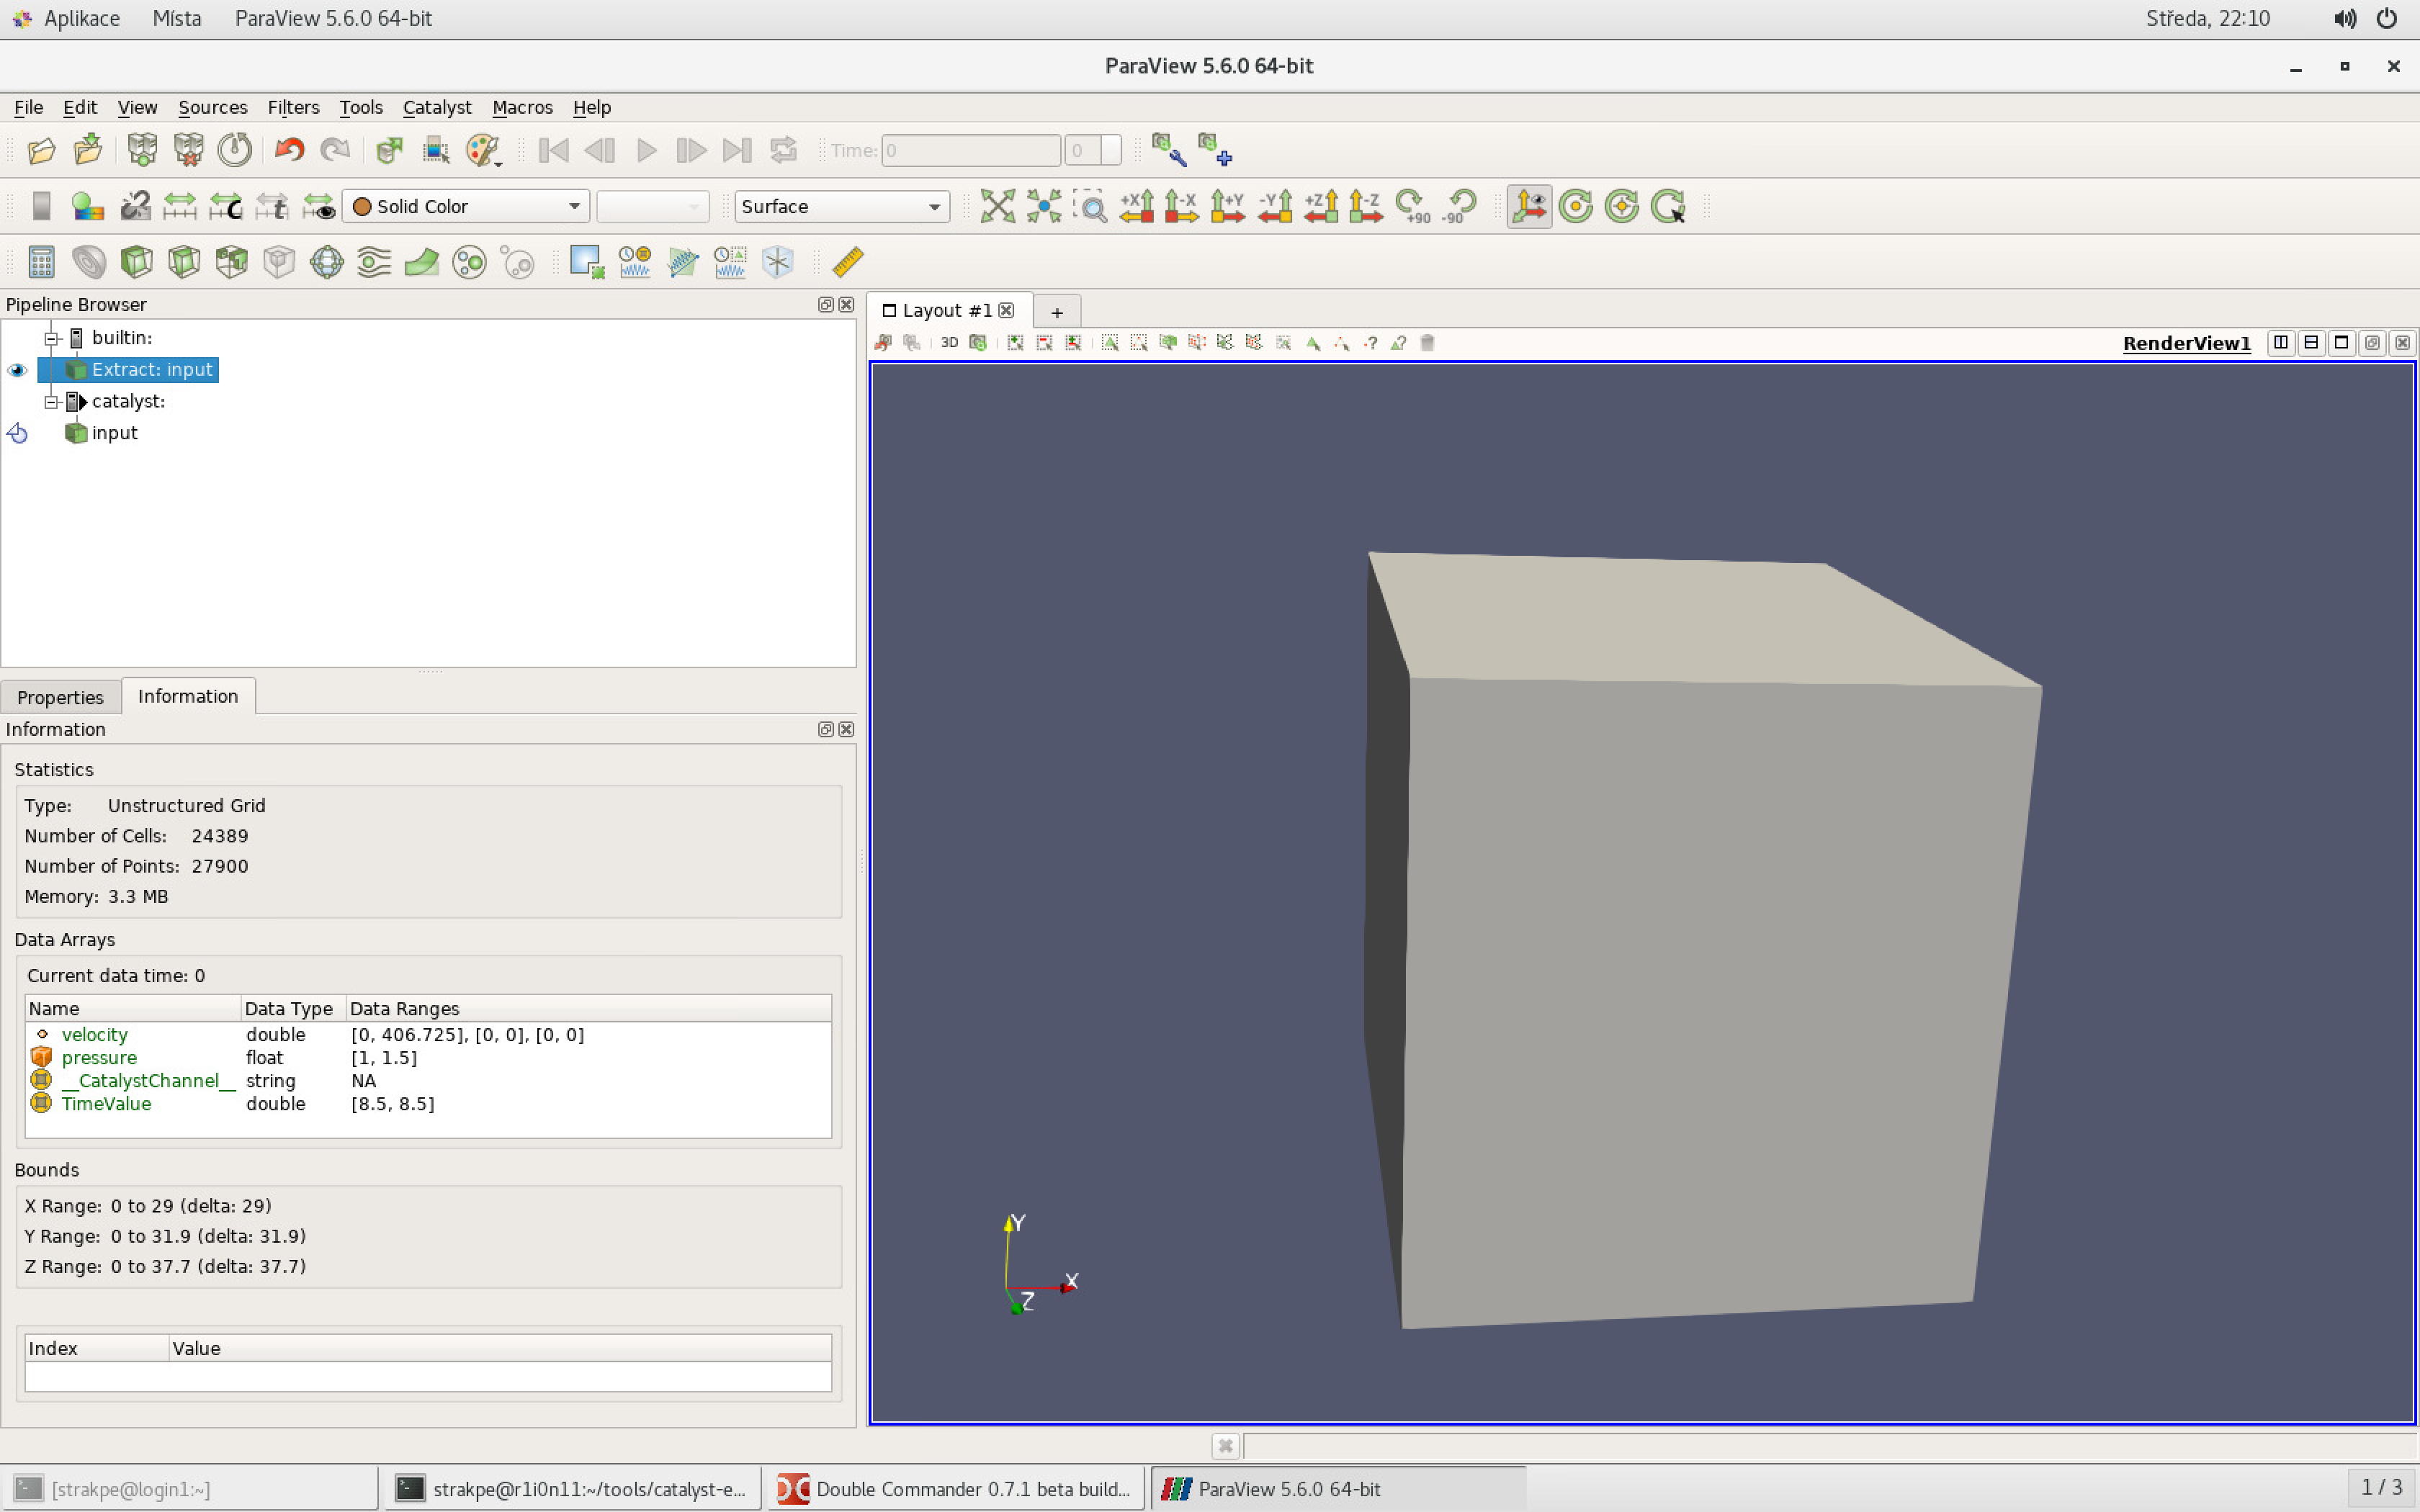 Aplikace Místa ParaView 5.6.0 64-bit Středa, 22:10
ParaView 5.6.0 64-bit
File Edit View Sources Filters Tools Catalyst Macros Help
Time: 0 0
Solid Color Surface +X -X +Y -Y +Z -Z +90 -90
Pipeline Browser
builtin:
Extract: input
catalyst:
input
Layout #1 +
3D RenderView1
Properties Information
Information
Statistics
Type: Unstructured Grid
Number of Cells: 24389
Number of Points: 27900
Memory: 3.3 MB
Data Arrays
Current data time: 0
Name Data Type Data Ranges
velocity double [0, 406.725], [0, 0], [0, 0]
pressure float [1, 1.5]
__CatalystChannel__ string NA
TimeValue double [8.5, 8.5]
Bounds
X Range: 0 to 29 (delta: 29)
Y Range: 0 to 31.9 (delta: 31.9)
Z Range: 0 to 37.7 (delta: 37.7)
Index Value
Y
X
Z
[strakpe@login1:~] strakpe@r1i0n11:~/tools/catalyst-e... Double Commander 0.7.1 beta build... ParaView 5.6.0 64-bit 1 / 3